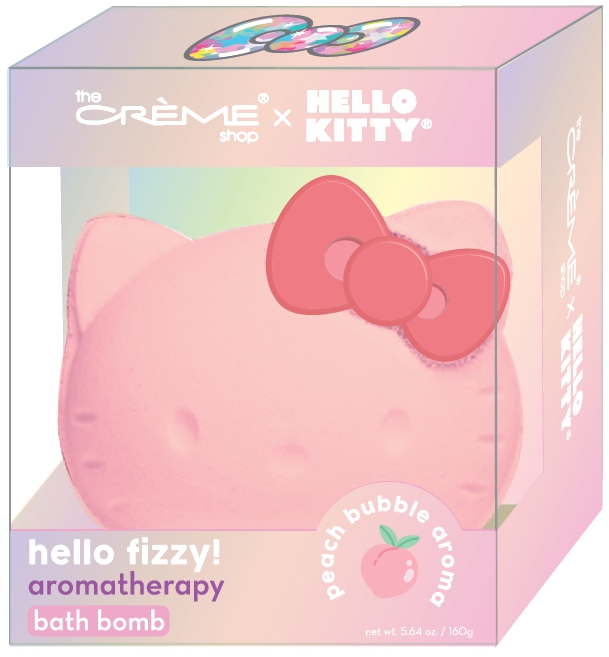 the
CRÈME® x HELLO
shop KITTY®
hello fizzy!
aromatherapy
bath bomb
peach bubble aroma
net wt. 5.64 oz. / 160g
the CRÈME shop® x HELLO KITTY®